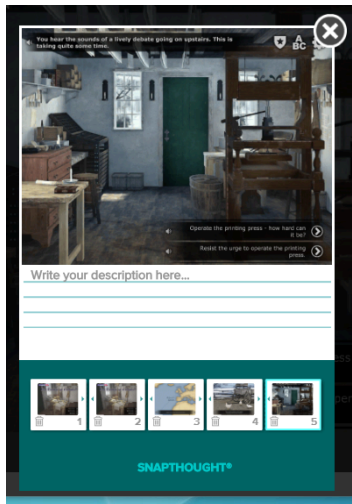 You hear the sounds of a lively debate going on upstairs. This is
taking quite some time.
A
BC
Operate the printing press - how hard can
it be?
Resist the urge to operate the printing
press.
Write your description here...
1
2
3
4
5
SNAPTHOUGHT®